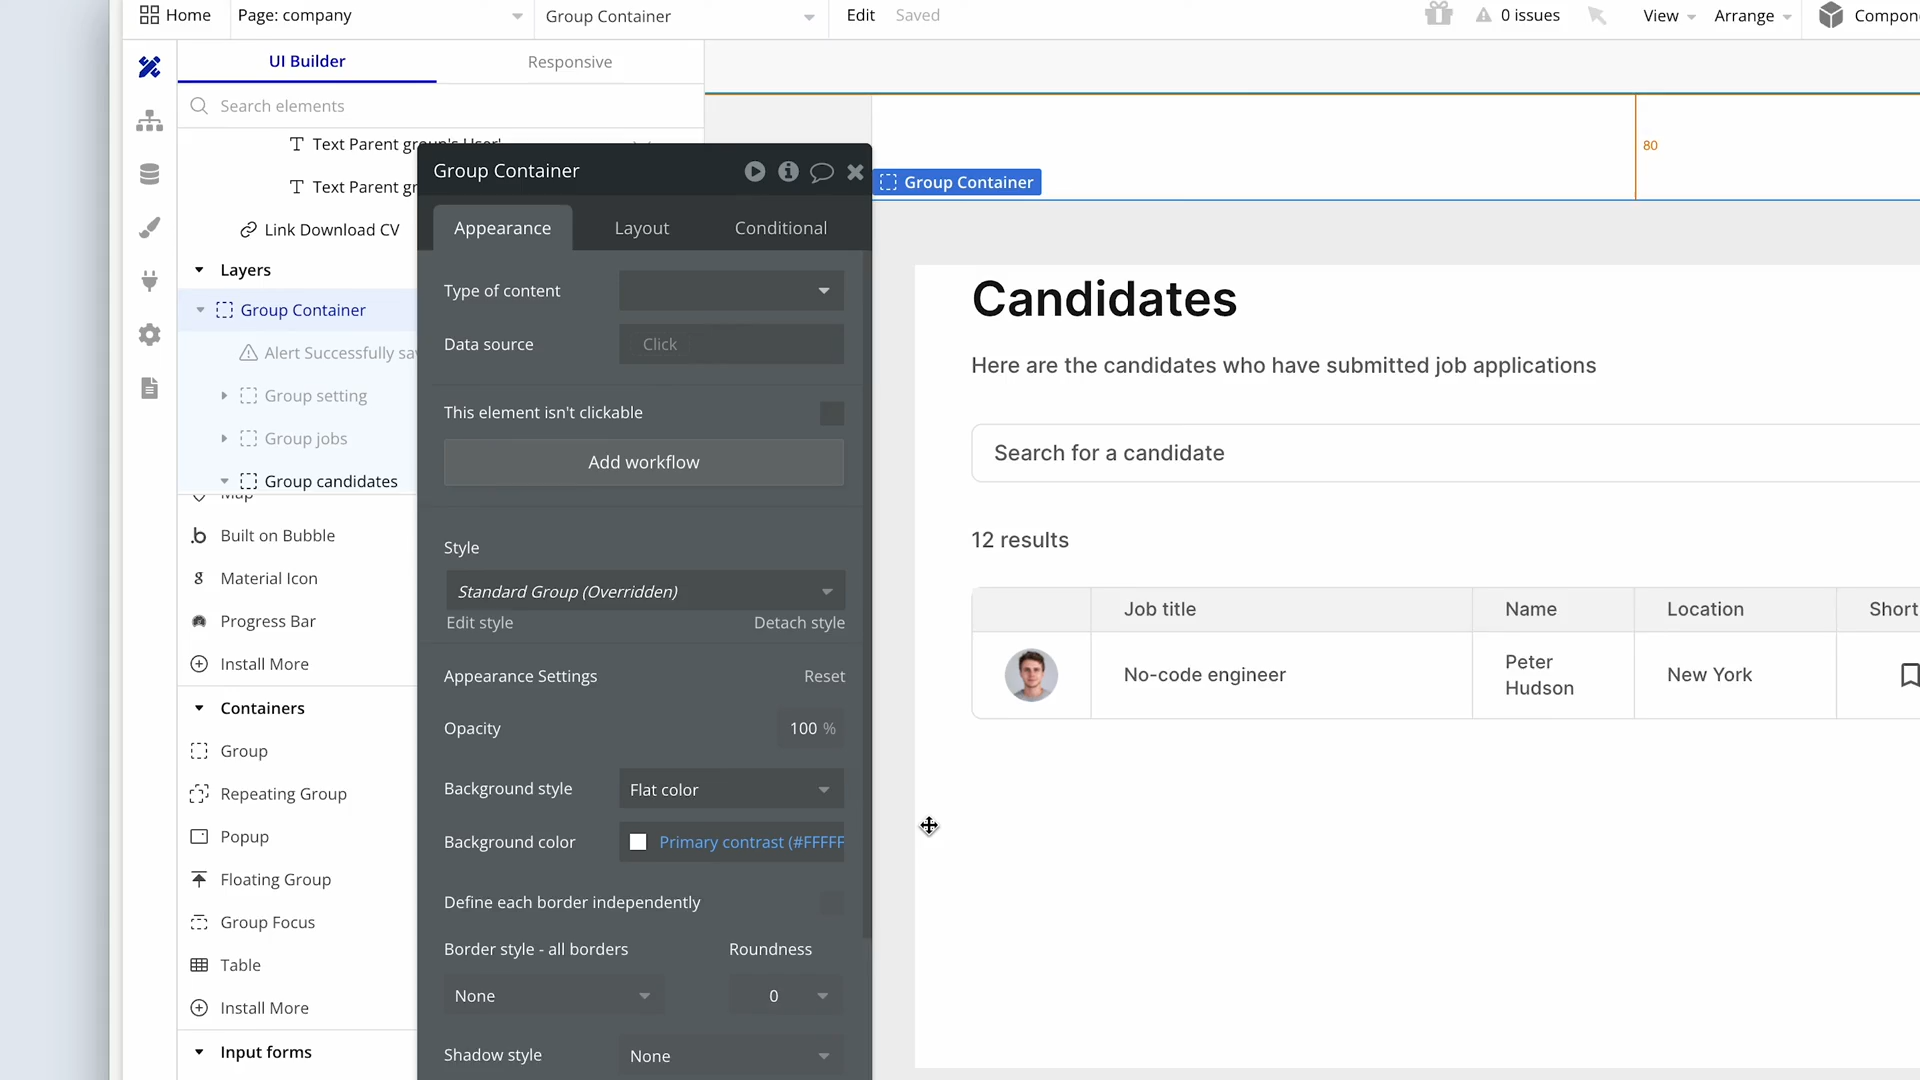 Home
Page: company
Group Container
Edit
Saved
0 issues
View
Arrange
Compon
UI Builder
Responsive
Search elements
Text Parent group's User'
Text Parent gr
Link Download CV
Layers
Group Container
Alert Successfully sav
Group setting
Group jobs
Group candidates
Map
Built on Bubble
Material Icon
Progress Bar
Install More
Containers
Group
Repeating Group
Popup
Floating Group
Group Focus
Table
Install More
Input forms
Group Container
Appearance
Layout
Conditional
Type of content
Data source
Click
This element isn't clickable
Add workflow
Style
Standard Group (Overridden)
Edit style
Detach style
Appearance Settings
Reset
Opacity
100 %
Background style
Flat color
Background color
Primary contrast (#FFFFF
Define each border independently
Border style - all borders
Roundness
None
0
Shadow style
None
80
Group Container
Candidates
Here are the candidates who have submitted job applications
Search for a candidate
12 results
Job title
Name
Location
Short
No-code engineer
Peter
Hudson
New York